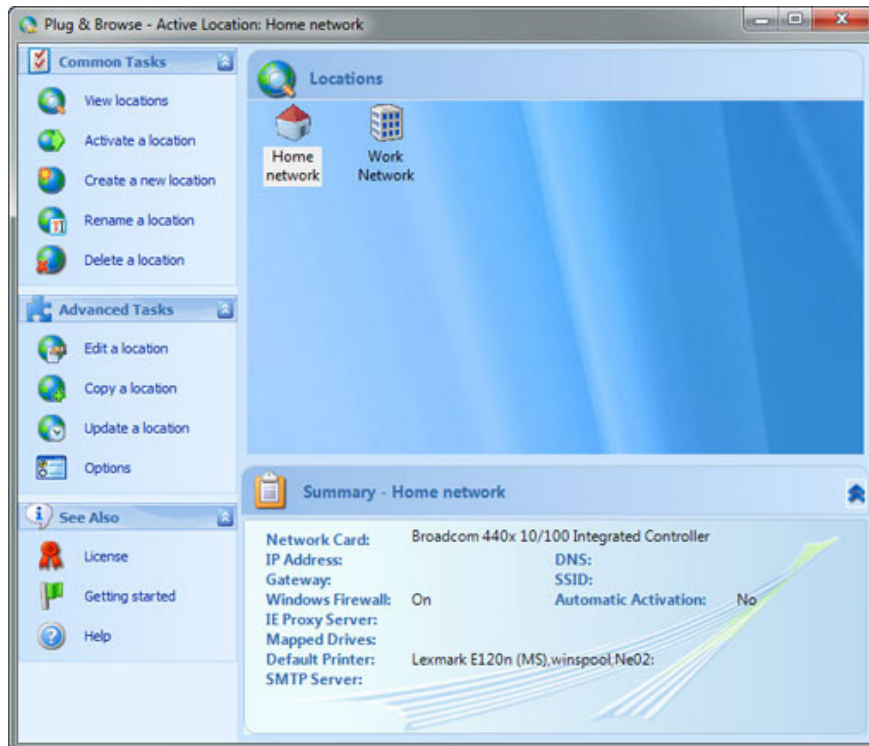 Plug & Browse - Active Location: Home network
Common Tasks
View locations
Activate a location
Create a new location
Rename a location
Delete a location
Advanced Tasks
Edit a location
Copy a location
Update a location
Options
See Also
License
Getting started
Help
Locations
Home
network
Work
Network
Summary - Home network
Network Card: Broadcom 440x 10/100 Integrated Controller
IP Address: DNS:
Gateway: SSID:
Windows Firewall: On Automatic Activation: No
IE Proxy Server:
Mapped Drives:
Default Printer: Lexmark E120n (MS),winspool,Ne02:
SMTP Server: